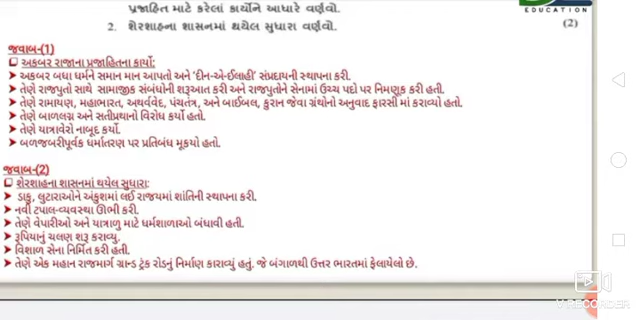 પ્રજાહિત માટે કરેલાં કાર્યોને આધારે વર્ણવો.
2. શેરશાહના શાસનમાં થયેલ સુધારા વર્ણવો. (2)
EDUCATION
જવાબ-(1)
અકબર રાજાના પ્રજાહિતના કાર્યો:
➤ અકબર બધા ધર્મને સમાન માન આપતો અને 'દીન-એ-ઈલાહી' સંપ્રદાયની સ્થાપના કરી.
➤ તેણે રાજપુતો સાથે સામાજીક સંબંધોની શરૂઆત કરી અને રાજપુતોને સેનામાં ઉચ્ચ પદો પર નિમણૂક કરી હતી.
➤ તેણે રામાયણ, મહાભારત, અથર્વવેદ, પંચતંત્ર, અને બાઈબલ, કુરાન જેવા ગ્રંથોનો અનુવાદ ફારસી માં કરાવ્યો હતો.
➤ તેણે બાળલગ્ન અને સતીપ્રથાનો વિરોધ કર્યો હતો.
➤ તેણે યાત્રાવેરો નાબૂદ કર્યો.
➤ બળજબરીપૂર્વક ધર્માતરણ પર પ્રતિબંધ મૂકયો હતો.
જવાબ-(2)
શેરશાહના શાસનમાં થયેલ સુધારા:
➤ ડાકુ, લુટારાઓને અંકુશમાં લઈ રાજયમાં શાંતિની સ્થાપના કરી.
➤ નવી ટપાલ-વ્યવસ્થા ઊભી કરી.
➤ તેણે વેપારીઓ અને યાત્રાળુ માટે ધર્મશાળાઓ બંધાવી હતી.
➤ રૂપિયાનું ચલણ શરૂ કરાવ્યુ.
➤ વિશાળ સેના નિર્મિત કરી હતી.
➤ તેણે એક મહાન રાજમાર્ગ ગ્રાન્ડ ટ્રંક રોડનું નિર્માણ કારાવ્યું હતું. જે બંગાળથી ઉત્તર ભારતમાં ફેલાયેલો છે.
RECORDER